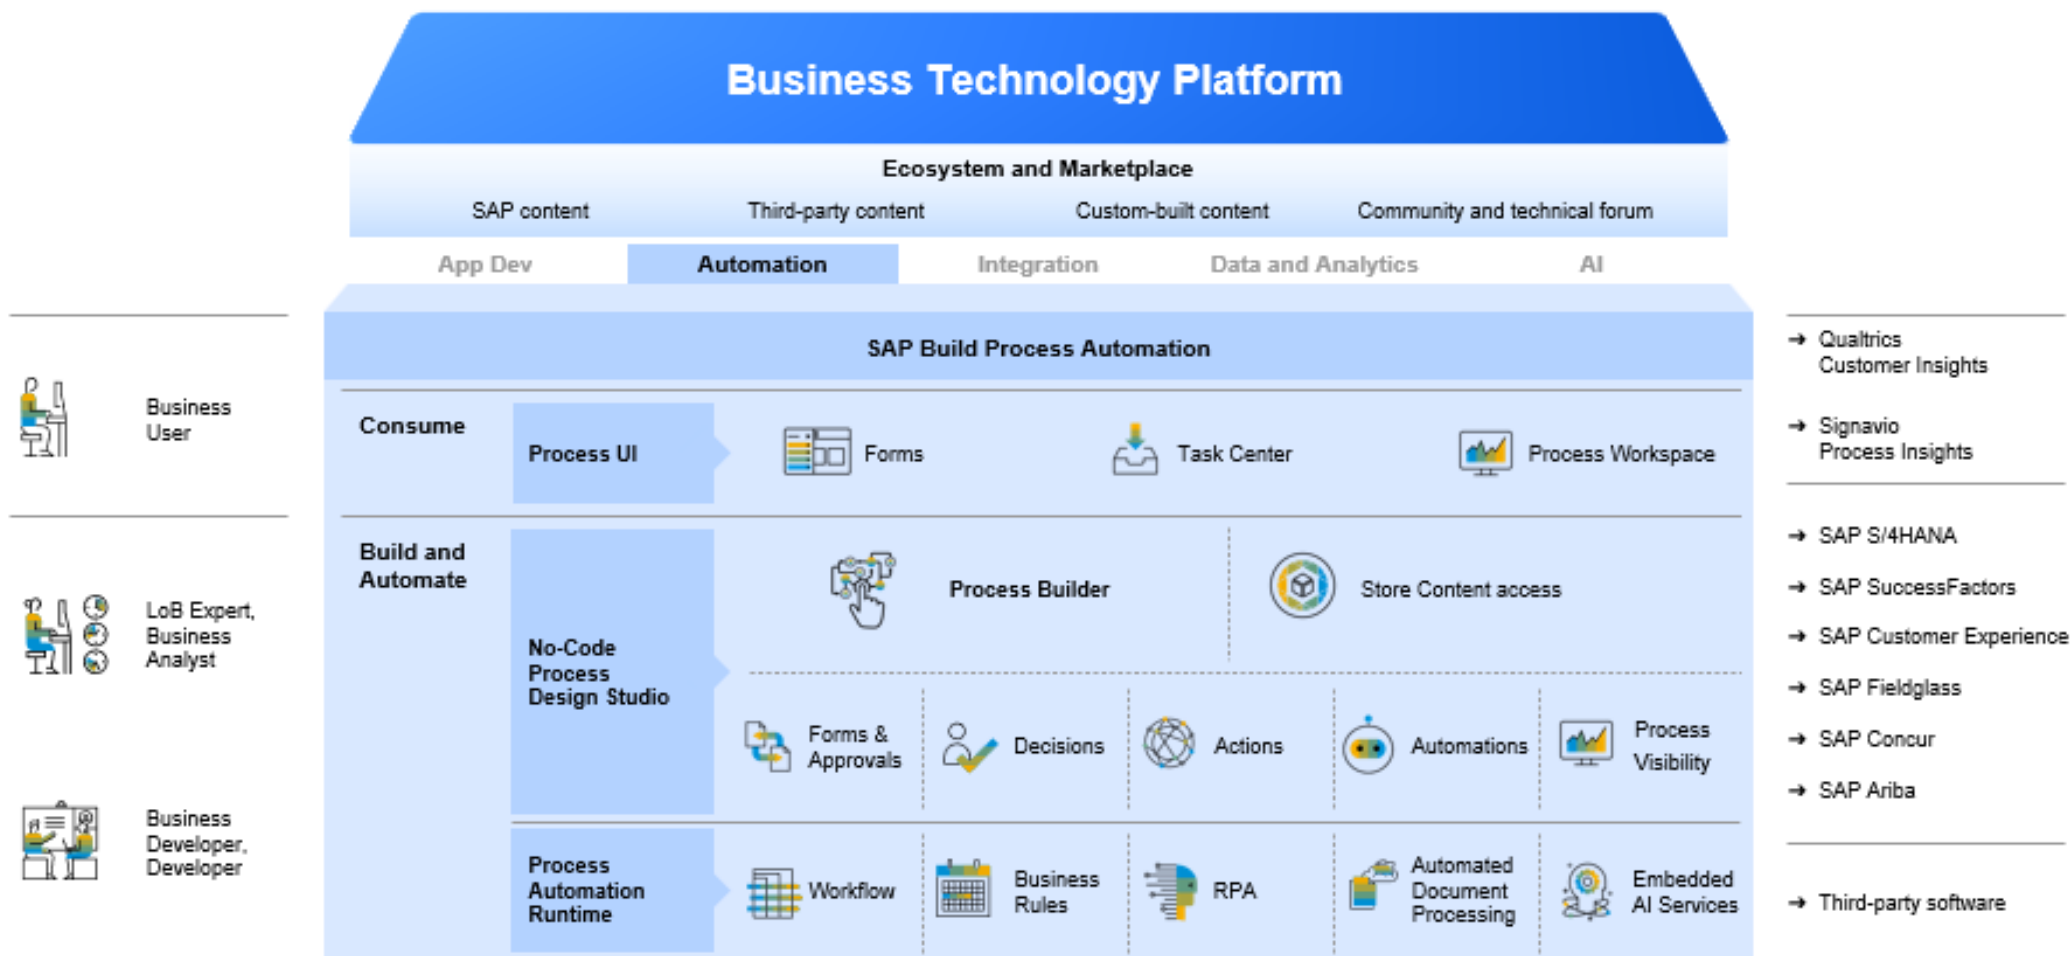 Business Technology Platform
Ecosystem and Marketplace
SAP content
Third-party content
Custom-built content
Community and technical forum
App Dev
Automation
Integration
Data and Analytics
AI
SAP Build Process Automation
Business
User
LoB Expert,
Business
Analyst
Business
Developer,
Developer
Consume
Process UI
Forms
Task Center
Process Workspace
Build and
Automate
No-Code
Process
Design Studio
Process Builder
Store Content access
Forms &
Approvals
Decisions
Actions
Automations
Process
Visibility
Process
Automation
Runtime
Workflow
Business
Rules
RPA
Automated
Document
Processing
Embedded
AI Services
→ Qualtrics
Customer Insights
→ Signavio
Process Insights
→ SAP S/4HANA
→ SAP SuccessFactors
→ SAP Customer Experience
→ SAP Fieldglass
→ SAP Concur
→ SAP Ariba
→ Third-party software